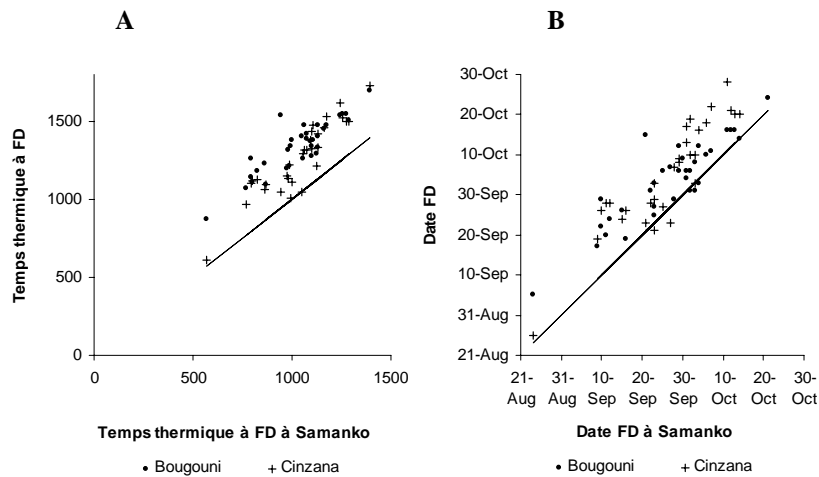 A
B
Temps thermique à FD
1500
1000
500
0
0
500
1000
1500
Temps thermique à FD à Samanko
• Bougouni
+ Cinzana
Date FD
30-Oct
20-Oct
10-Oct
30-Sep
20-Sep
10-Sep
31-Aug
21-Aug
21-
Aug
31-
Aug
10-
Sep
20-
Sep
30-
Sep
10-
Oct
20-
Oct
30-
Oct
Date FD à Samanko
• Bougouni
+ Cinzana